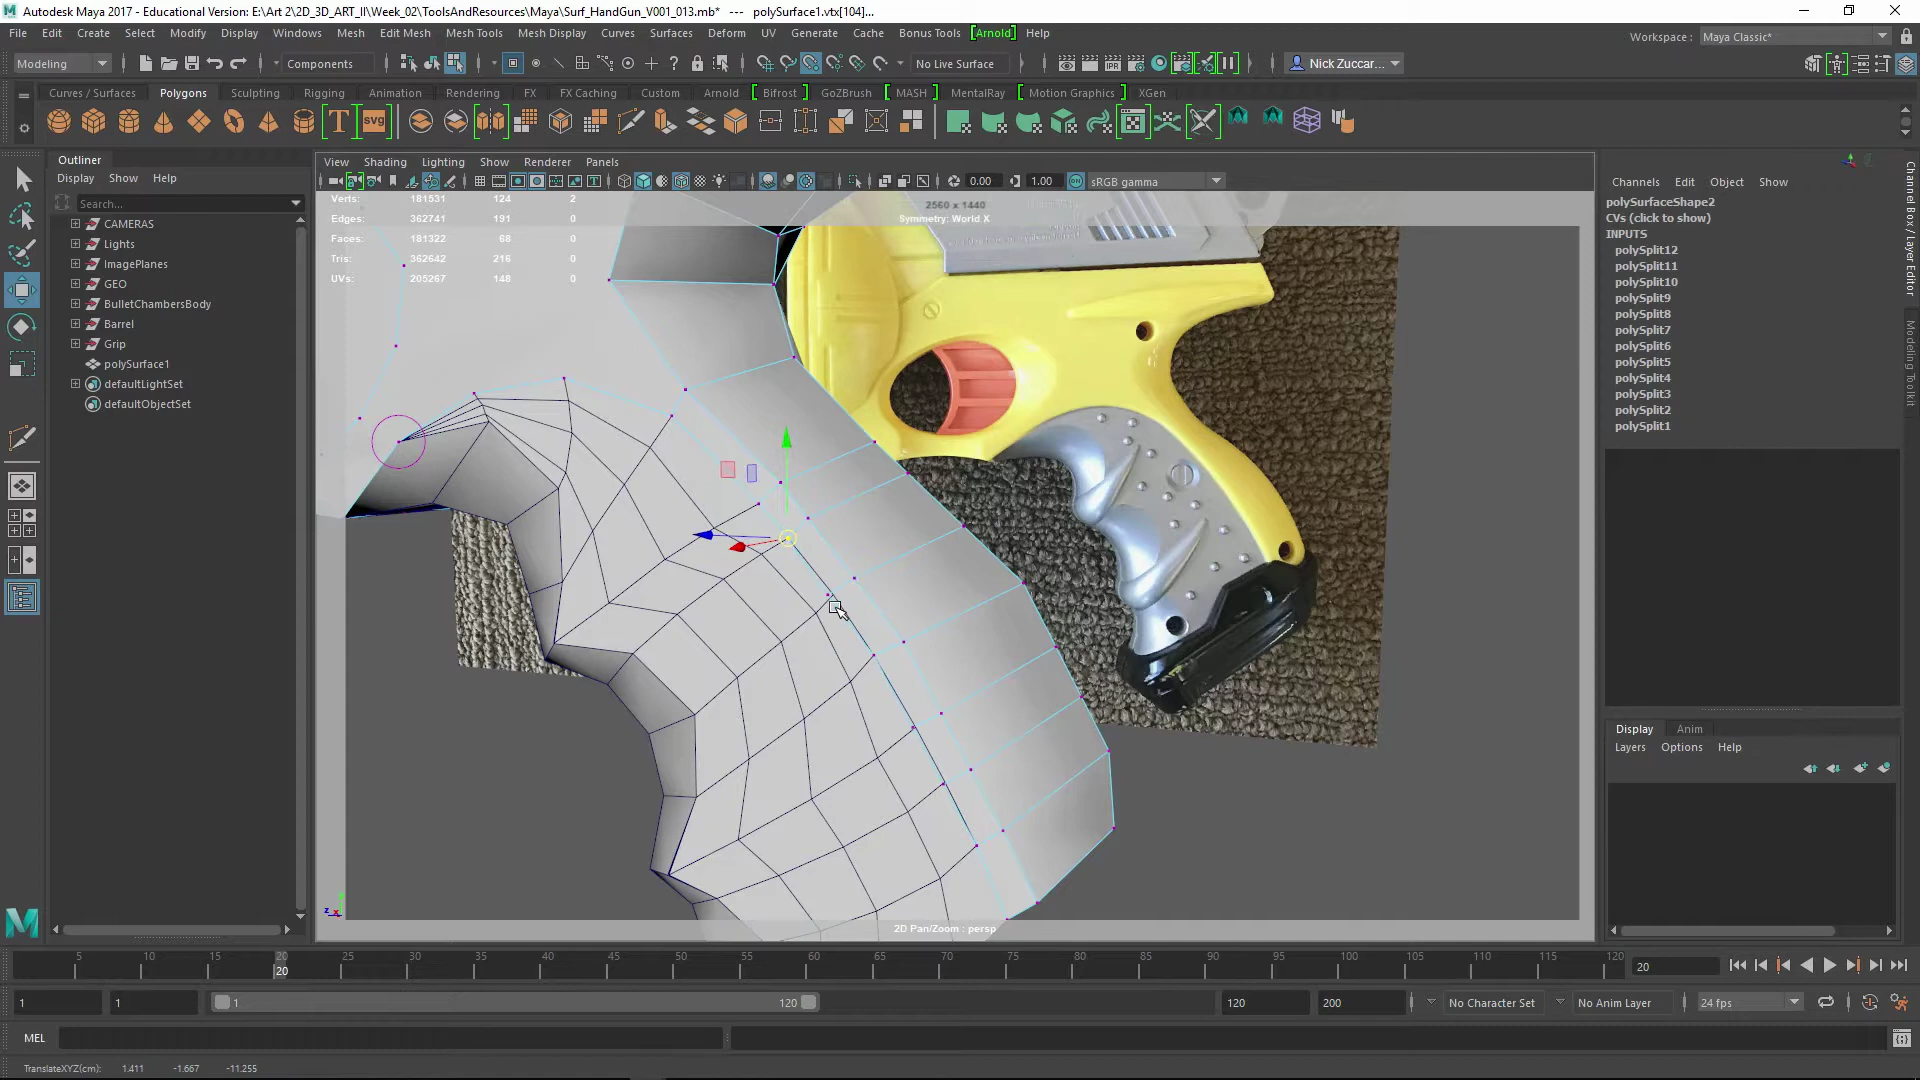 Autodesk Maya 2017 - Educational Version: E:\Art 2\2D_3D_ART_II\Week_02\ToolsAndResources\Maya\Surf_HandGun_V001_013.mb*  ---  polySurface1.vtx[104]...
File Edit Create Select Modify Display Windows Mesh Edit Mesh Mesh Tools Mesh Display Curves Surfaces Deform UV Generate Cache Bonus Tools [Arnold] Help
Workspace : Maya Classic*
Modeling Components No Live Surface Nick Zuccar...
Curves / Surfaces Polygons Sculpting Rigging Animation Rendering FX FX Caching Custom Arnold [ Bifrost ] GoZBrush [ MASH ] MentalRay [ Motion Graphics ] XGen
T svg
Outliner
Display Show Help
Search...
CAMERAS
Lights
ImagePlanes
GEO
BulletChambersBody
Barrel
Grip
polySurface1
defaultLightSet
defaultObjectSet
View Shading Lighting Show Renderer Panels
0.00 1.00 sRGB gamma
Verts: 181531 124 2
Edges: 362741 191 0
Faces: 181322 68 0
Tris: 362642 216 0
UVs: 205267 148 0
2560 x 1440
Symmetry: World X
2D Pan/Zoom : persp
Channels Edit Object Show
polySurfaceShape2
CVs (click to show)
INPUTS
polySplit12
polySplit11
polySplit10
polySplit9
polySplit8
polySplit7
polySplit6
polySplit5
polySplit4
polySplit3
polySplit2
polySplit1
Channel Box / Layer Editor
Modeling Toolkit
Display Anim
Layers Options Help
5 10 15 20 25 30 35 40 45 50 55 60 65 70 75 80 85 90 95 100 105 110 115 120
20
20
1 1 1 120 120 200 No Character Set No Anim Layer 24 fps
MEL
TranslateXYZ(cm): 1.411 -1.667 -11.255